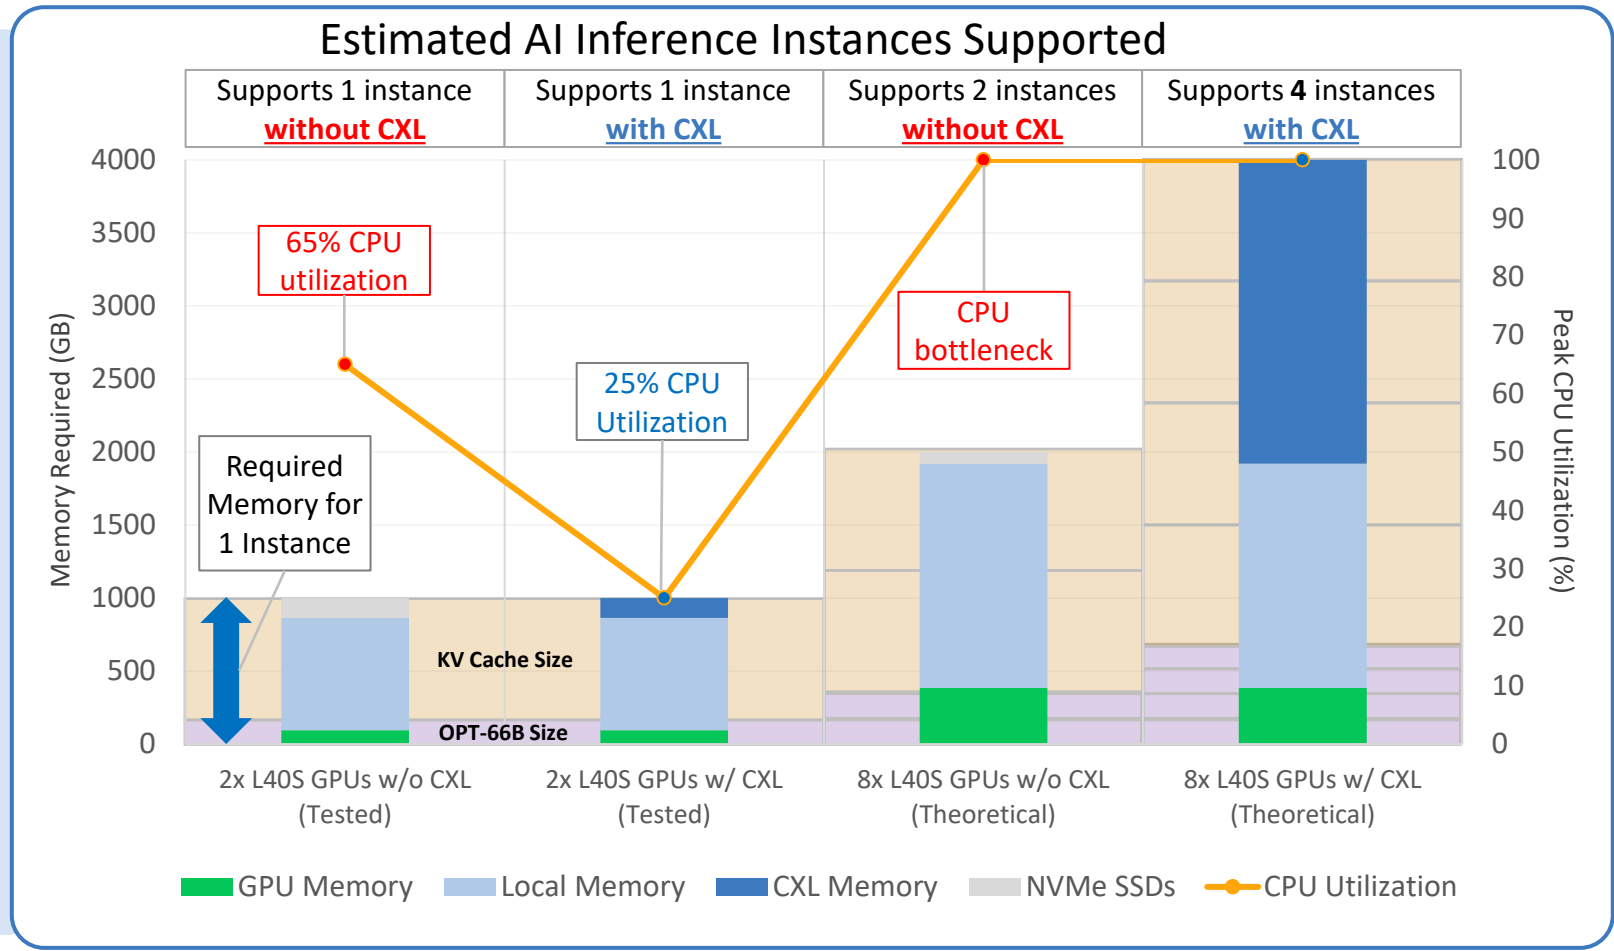 Estimated AI Inference Instances Supported
Supports 1 instance
without CXL
Supports 1 instance
with CXL
Supports 2 instances
without CXL
Supports 4 instances
with CXL
4000
3500
3000
2500
2000
1500
1000
500
0
Memory Required (GB)
100
90
80
70
60
50
40
30
20
10
0
Peak CPU Utilization (%)
65% CPU
utilization
25% CPU
Utilization
CPU
bottleneck
Required
Memory for
1 Instance
KV Cache Size
OPT-66B Size
2x L40S GPUs w/o CXL
(Tested)
2x L40S GPUs w/ CXL
(Tested)
8x L40S GPUs w/o CXL
(Theoretical)
8x L40S GPUs w/ CXL
(Theoretical)
GPU Memory
Local Memory
CXL Memory
NVMe SSDs
CPU Utilization